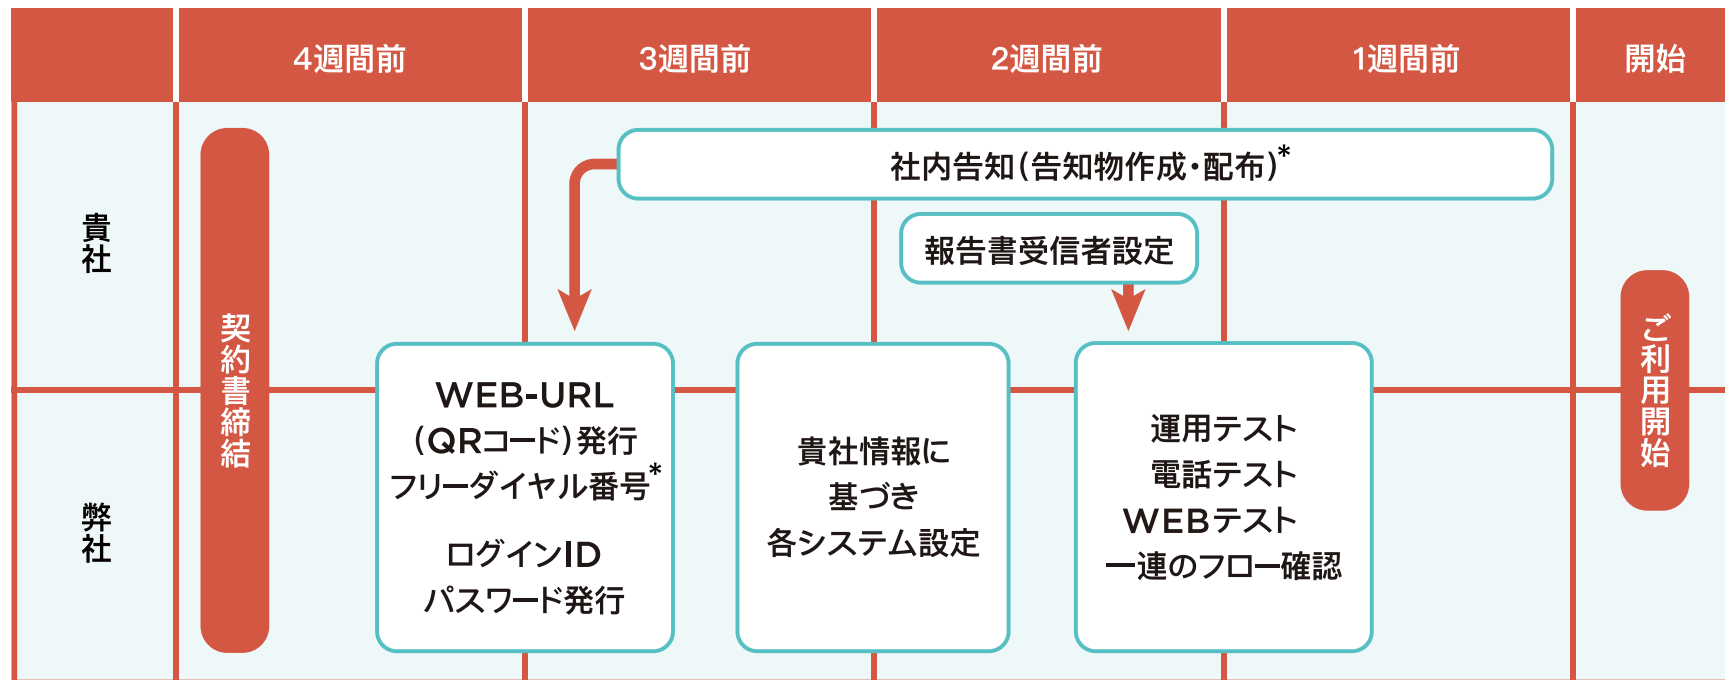 4週間前
3週間前
2週間前
1週間前
開始
貴社
契約書締結
社内告知(告知物作成・配布)*
報告書受信者設定
ご利用開始
弊社
WEB-URL
(QRコード)発行
フリーダイヤル番号*
ログインID
パスワード発行
貴社情報に
基づき
各システム設定
運用テスト
電話テスト
WEBテスト
一連のフロー確認